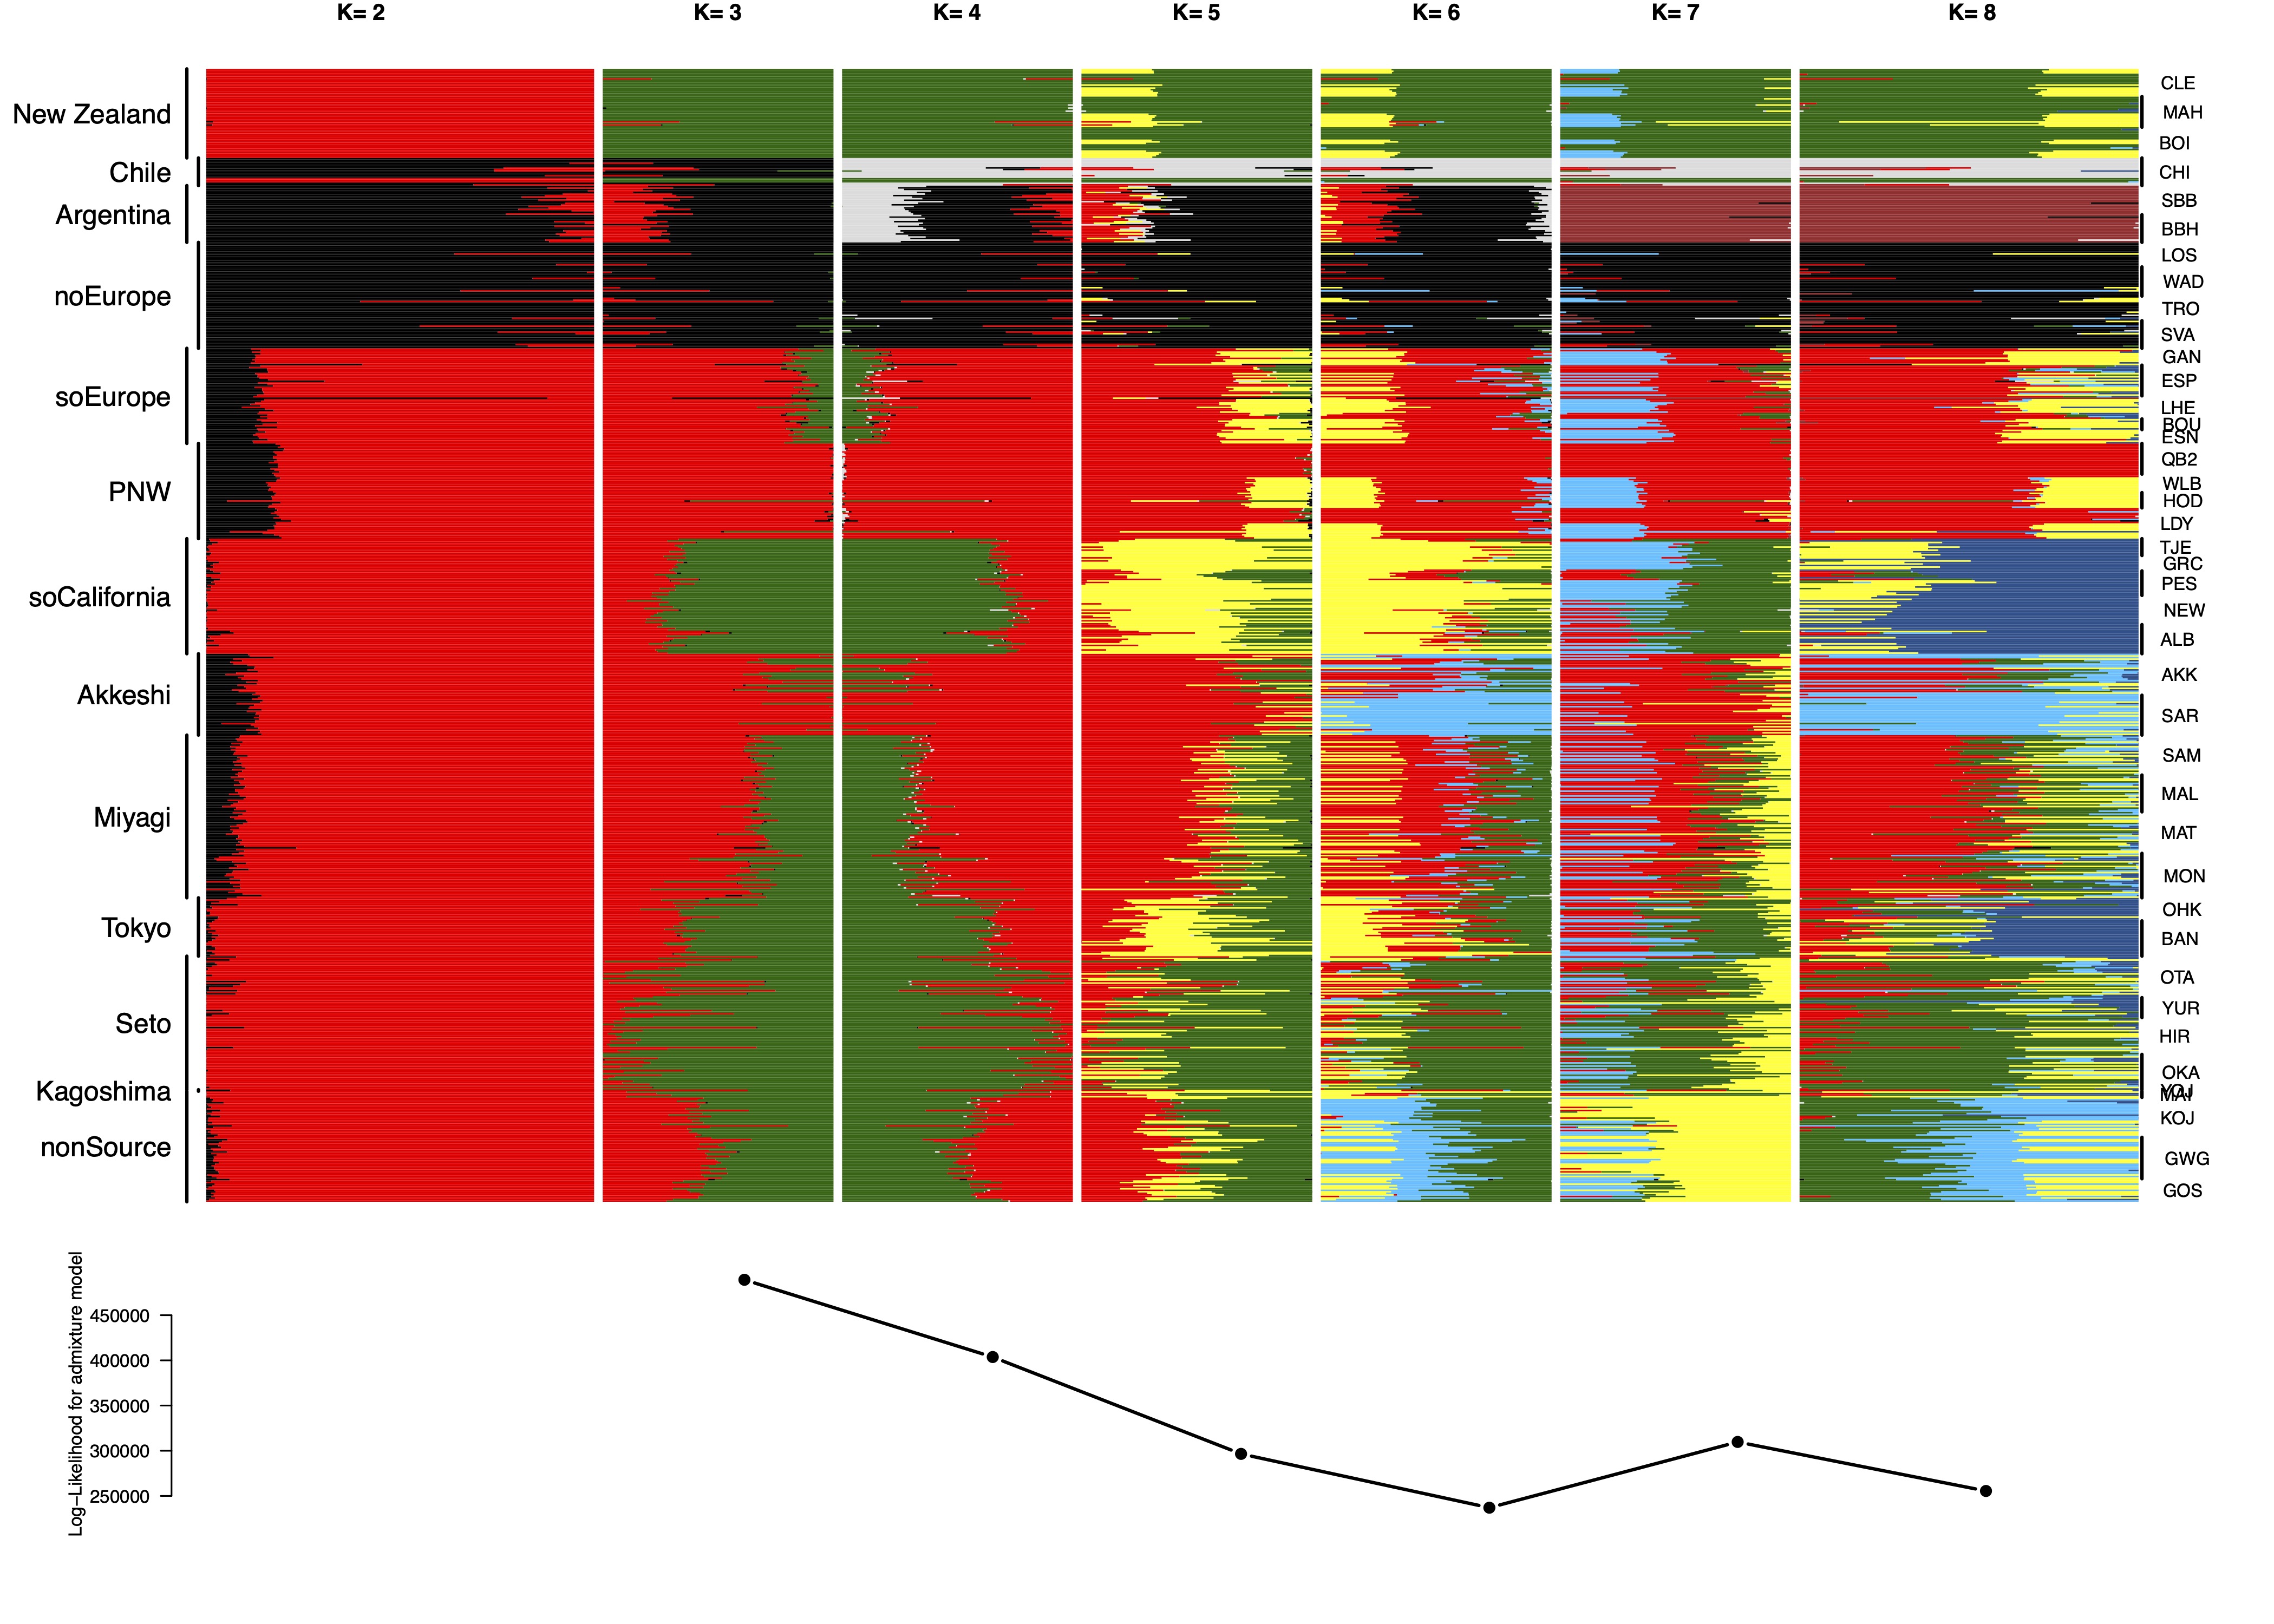 K= 2
K= 3
K= 4
K= 5
K= 6
K= 7
K= 8
New Zealand
Chile
Argentina
noEurope
soEurope
PNW
soCalifornia
Akkeshi
Miyagi
Tokyo
Seto
Kagoshima
nonSource
CLE
MAH
BOI
CHI
SBB
BBH
LOS
WAD
TRO
SVA
GAN
ESP
LHE
BOU
ESN
QB2
WLB
HOD
LDY
TJE
GRC
PES
NEW
ALB
AKK
SAR
SAM
MAL
MAT
MON
OHK
BAN
OTA
YUR
HIR
OKA
KOJ
GWG
GOS
Log-Likelihood for admixture model
450000
400000
350000
300000
250000